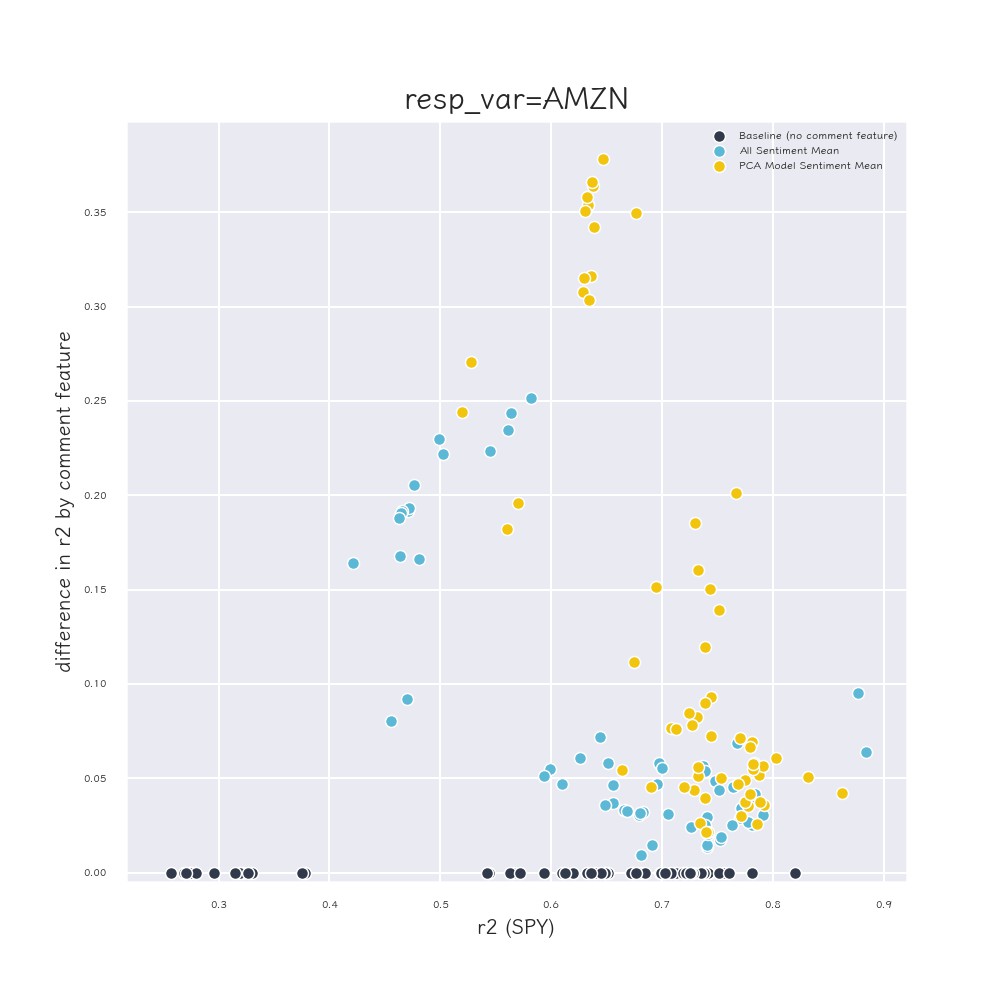 resp_var=AMZN
Baseline (no comment feature)
All Sentiment Mean
PCA Model Sentiment Mean
difference in r2 by comment feature
0.35
0.30
0.25
0.20
0.15
0.10
0.05
0.00
0.3 0.4 0.5 0.6 0.7 0.8 0.9
r2 (SPY)